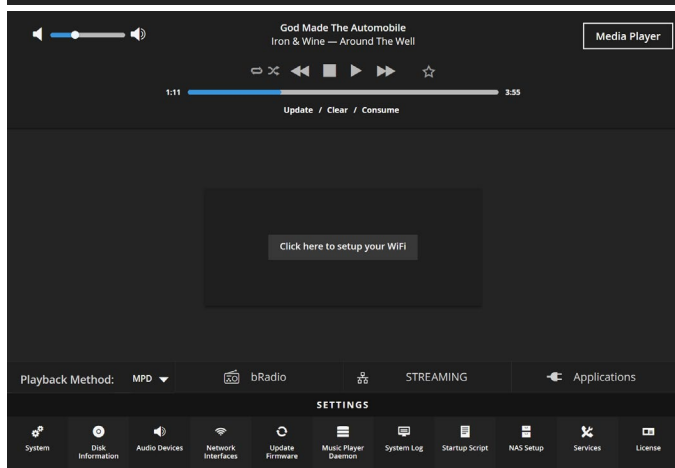 God Made The Automobile
Iron & Wine — Around The Well
Media Player
1:11
3:55
Update / Clear / Consume
Click here to setup your WiFi
Playback Method: MPD bRadio STREAMING Applications
SETTINGS
System
Disk Information
Audio Devices
Network Interfaces
Update Firmware
Music Player Daemon
System Log
Startup Script
NAS Setup
Services
License